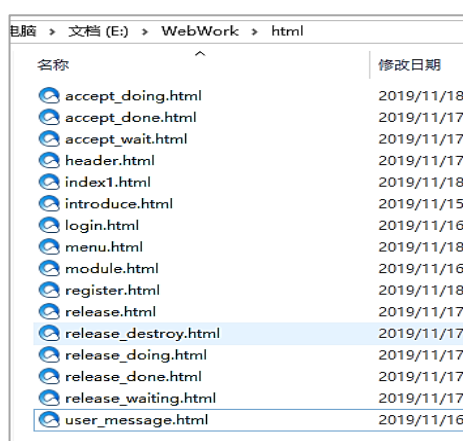 电脑 > 文档 (E:) > WebWork > html
名称 修改日期
accept_doing.html 2019/11/18
accept_done.html 2019/11/17
accept_wait.html 2019/11/17
header.html 2019/11/17
index1.html 2019/11/18
introduce.html 2019/11/15
login.html 2019/11/16
menu.html 2019/11/18
module.html 2019/11/16
register.html 2019/11/18
release.html 2019/11/17
release_destroy.html 2019/11/17
release_doing.html 2019/11/17
release_done.html 2019/11/17
release_waiting.html 2019/11/17
user_message.html 2019/11/16